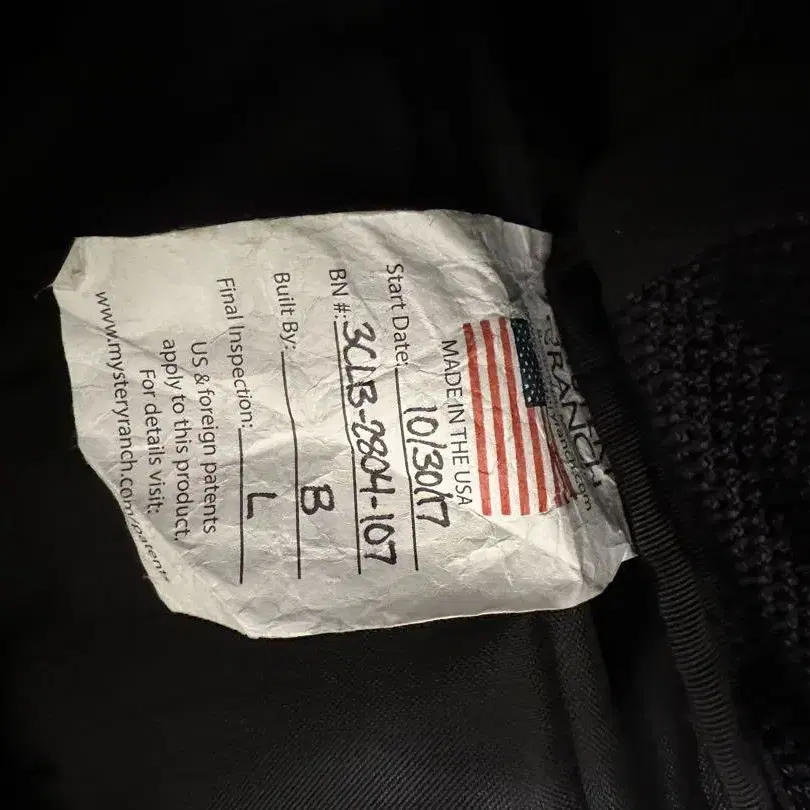 RANCH
MADE IN THE USA
Start Date: 10/30/17
BN #: 3CLB-2804-107
Built By: B
Final Inspection: L
US & foreign patents
apply to this product.
For details visit:
www.mysteryranch.com/patents